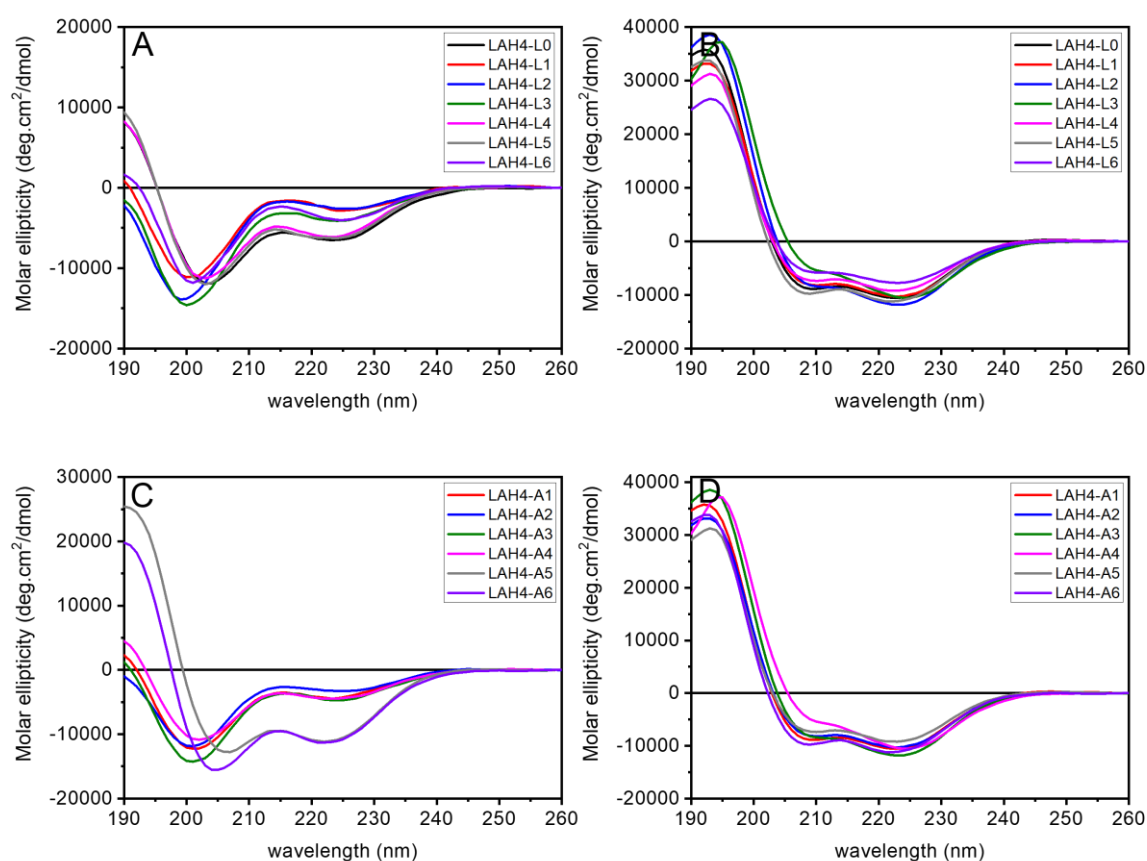 A
Molar ellipticity (deg.cm²/dmol)
20000
10000
0
-10000
-20000
190 200 210 220 230 240 250 260
wavelength (nm)
LAH4-L0
LAH4-L1
LAH4-L2
LAH4-L3
LAH4-L4
LAH4-L5
LAH4-L6
B
Molar ellipticity (deg.cm²/dmol)
40000
30000
20000
10000
0
-10000
-20000
190 200 210 220 230 240 250 260
wavelength (nm)
LAH4-L0
LAH4-L1
LAH4-L2
LAH4-L3
LAH4-L4
LAH4-L5
LAH4-L6
C
Molar ellipticity (deg.cm²/dmol)
30000
20000
10000
0
-10000
-20000
190 200 210 220 230 240 250 260
wavelength (nm)
LAH4-A1
LAH4-A2
LAH4-A3
LAH4-A4
LAH4-A5
LAH4-A6
D
Molar ellipticity (deg.cm²/dmol)
40000
30000
20000
10000
0
-10000
-20000
190 200 210 220 230 240 250 260
wavelength (nm)
LAH4-A1
LAH4-A2
LAH4-A3
LAH4-A4
LAH4-A5
LAH4-A6